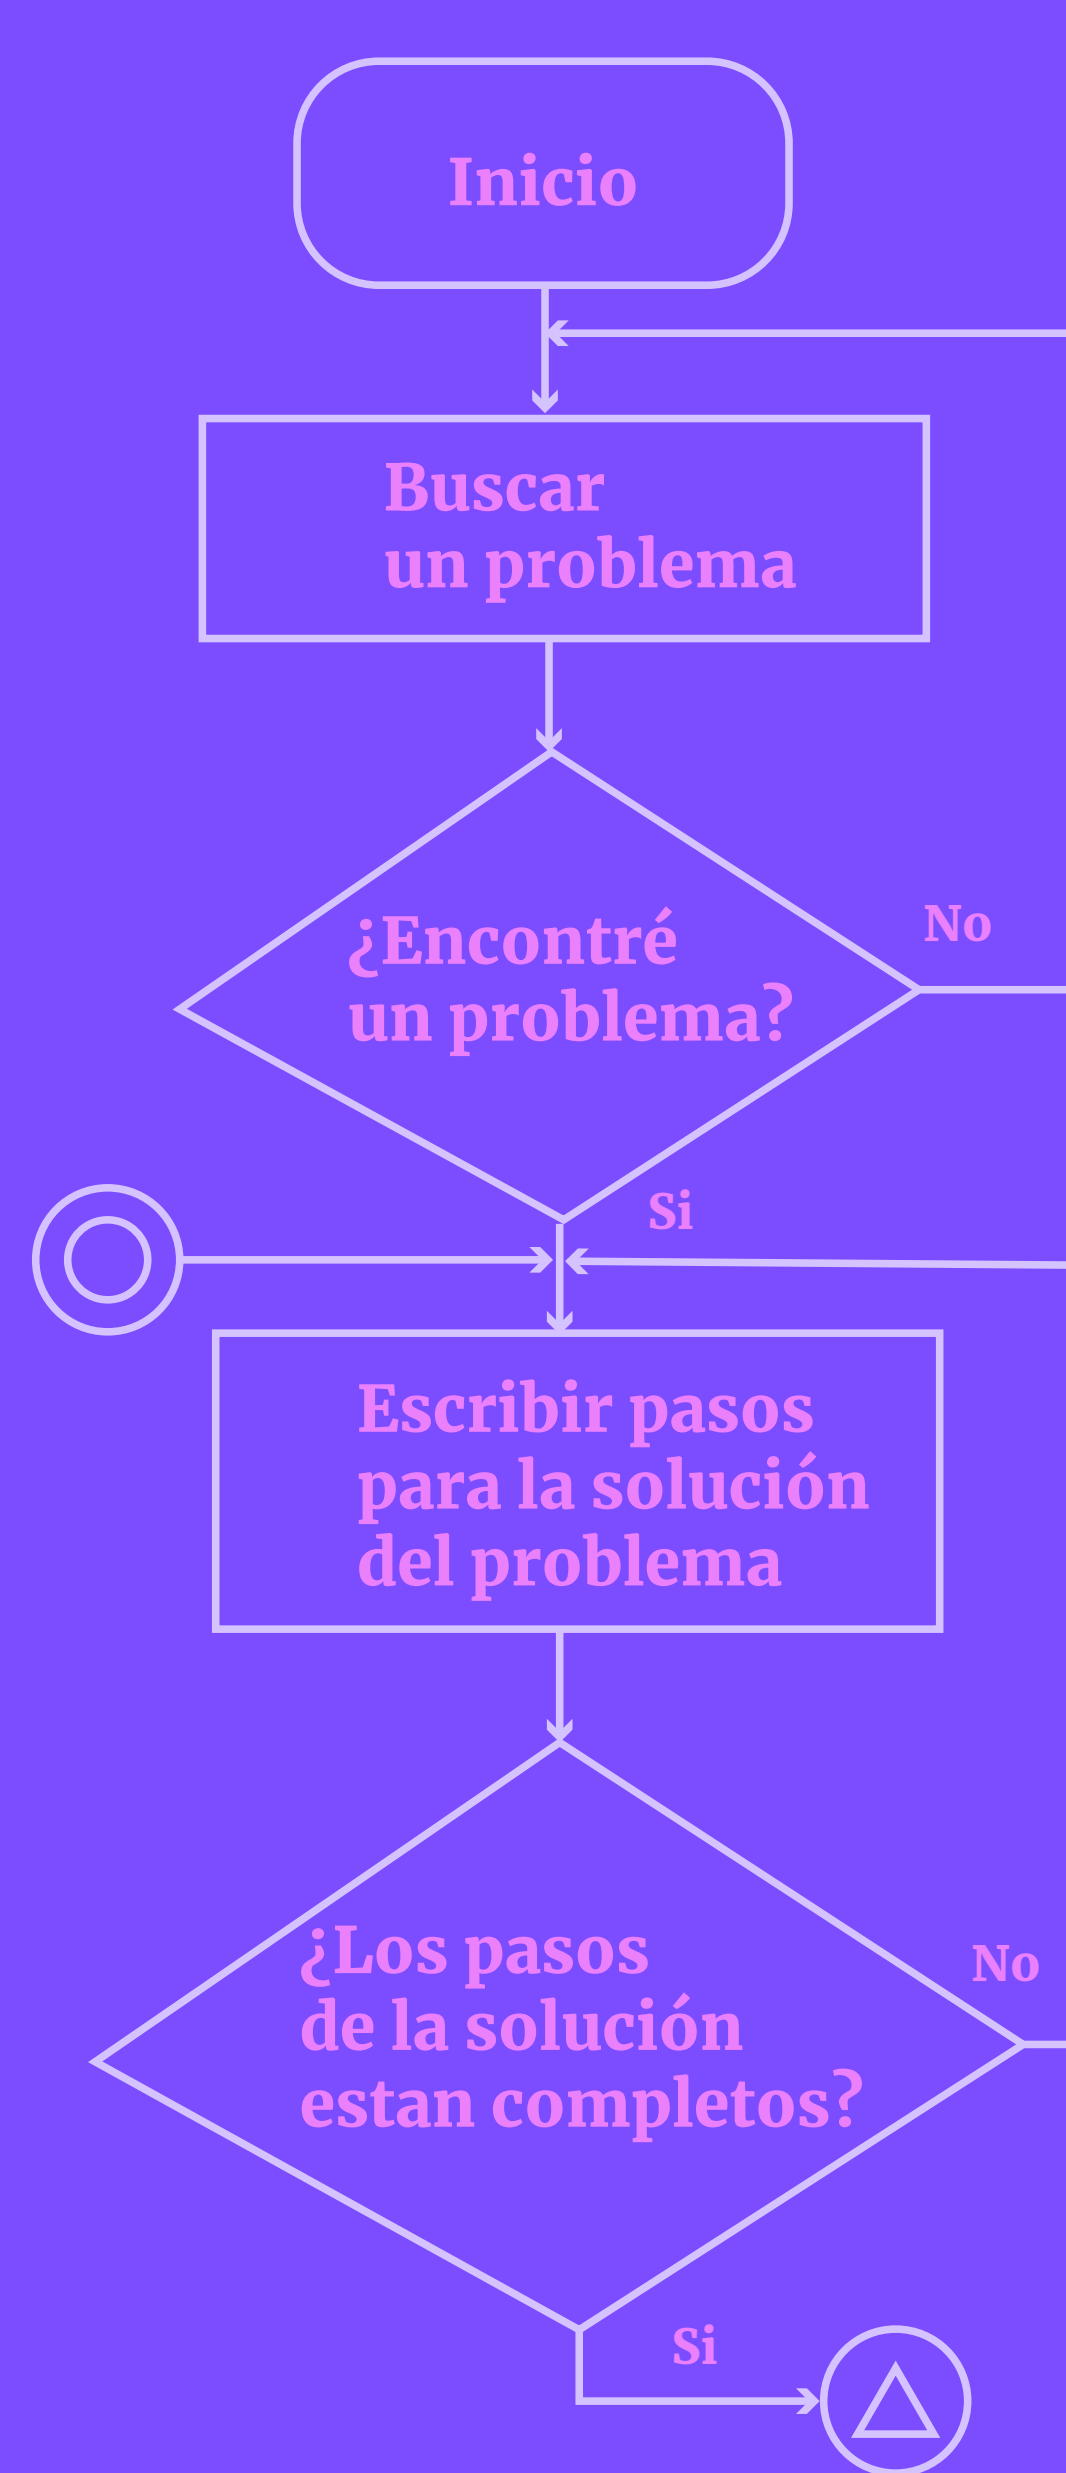 Inicio
Buscar
un problema
¿Encontré
un problema?
No
Si
Escribir pasos
para la solución
del problema
¿Los pasos
de la solución
estan completos?
No
Si